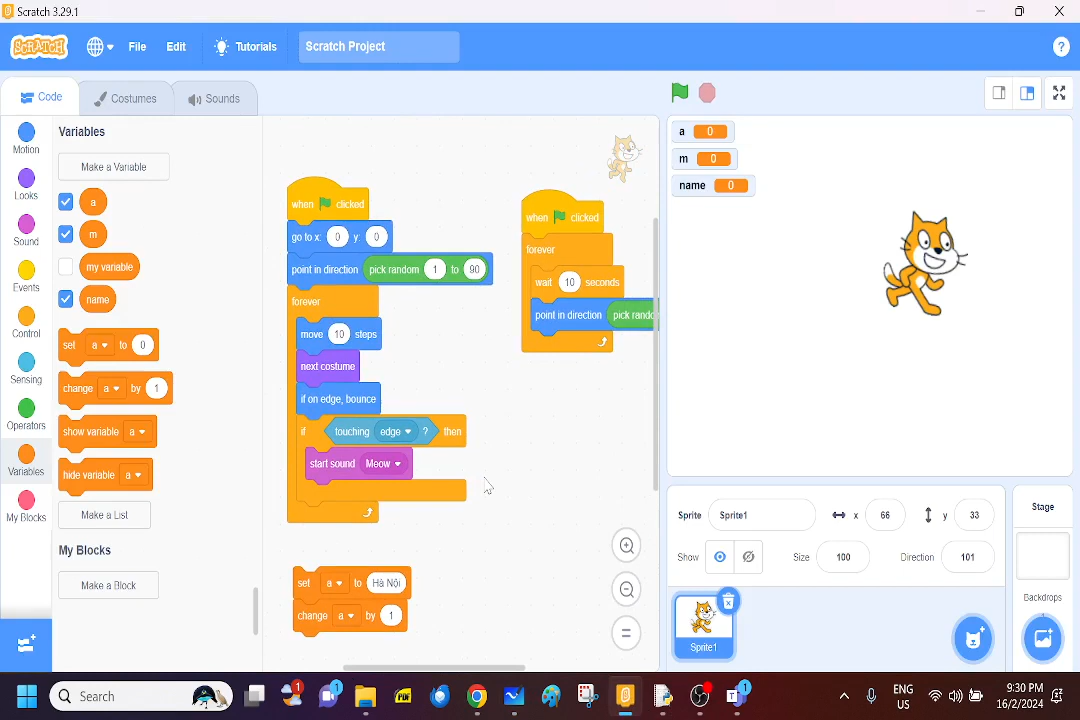 Scratch 3.29.1
SCRATCH File Edit Tutorials Scratch Project ?
Code Costumes Sounds
Motion
Looks
Sound
Events
Control
Sensing
Operators
Variables
My Blocks
Variables
Make a Variable
a
m
my variable
name
set a to 0
change a by 1
show variable a
hide variable a
Make a List
My Blocks
Make a Block
when clicked
go to x: 0 y: 0
point in direction pick random 1 to 90
forever
move 10 steps
next costume
if on edge, bounce
if touching edge ? then
start sound Meow
set a to Hà Nội
change a by 1
when clicked
forever
wait 10 seconds
point in direction pick rando
a 0
m 0
name 0
Sprite Sprite1 x 66 y 33
Show Size 100 Direction 101
Sprite1
Stage
Backdrops
1
Search
1
1
PDF
1
ENG
US
9:30 PM
16/2/2024